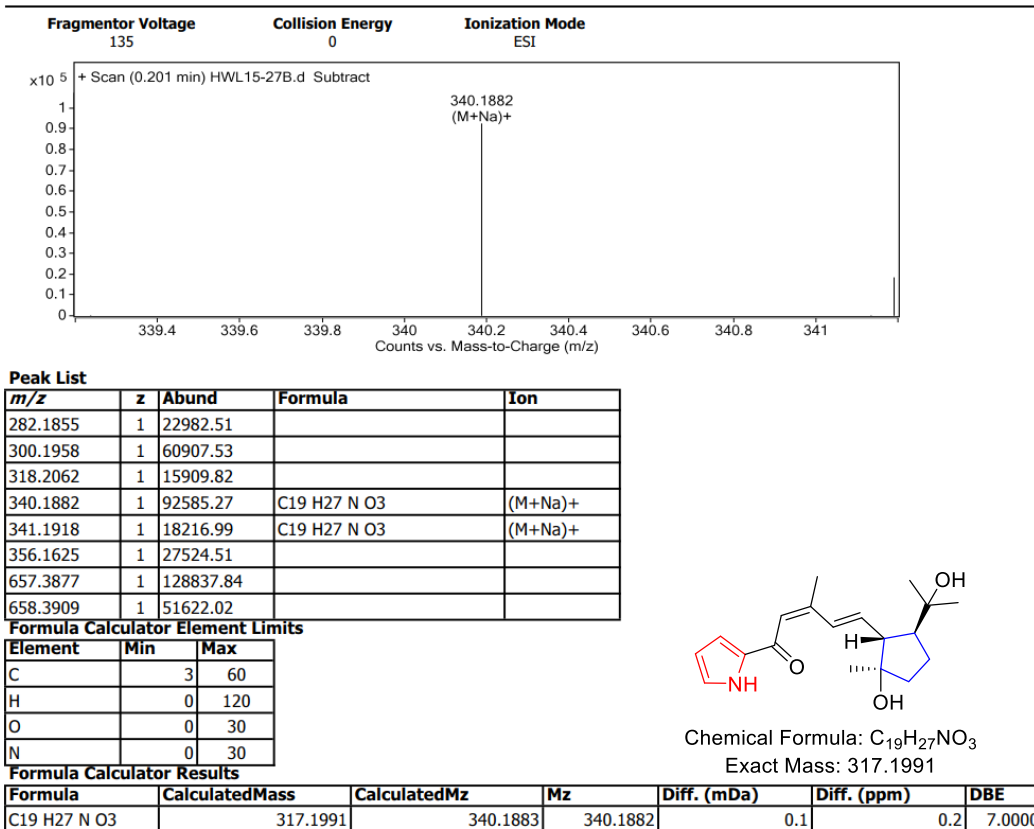 Fragmentor Voltage Collision Energy Ionization Mode
135 0 ESI
x10 5 + Scan (0.201 min) HWL15-27B.d Subtract
340.1882
(M+Na)+
1
0.9
0.8
0.7
0.6
0.5
0.4
0.3
0.2
0.1
0
339.4 339.6 339.8 340 340.2 340.4 340.6 340.8 341
Counts vs. Mass-to-Charge (m/z)
Peak List
m/z z Abund Formula Ion
282.1855 1 22982.51
300.1958 1 60907.53
318.2062 1 15909.82
340.1882 1 92585.27 C19 H27 N O3 (M+Na)+
341.1918 1 18216.99 C19 H27 N O3 (M+Na)+
356.1625 1 27524.51
657.3877 1 128837.84
658.3909 1 51622.02
Formula Calculator Element Limits
Element Min Max
C 3 60
H 0 120
O 0 30
N 0 30
OH
H
O
NH
OH
Chemical Formula: C19H27NO3
Exact Mass: 317.1991
Formula Calculator Results
Formula CalculatedMass CalculatedMz Mz Diff. (mDa) Diff. (ppm) DBE
C19 H27 N O3 317.1991 340.1883 340.1882 0.1 0.2 7.0000